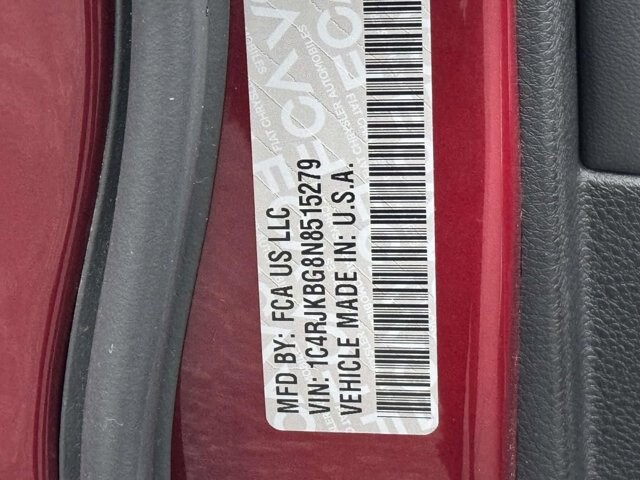 MFD BY: FCA US LLC
VIN: 1C4RJKBG8N8515279
VEHICLE MADE IN: U.S.A.